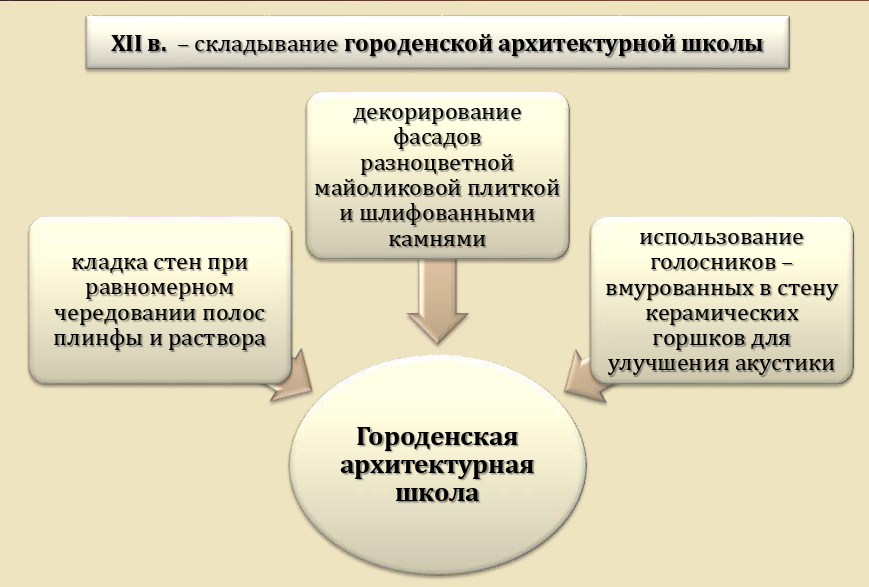 XII в. – складывание городенской архитектурной школы
декорирование
фасадов
разноцветной
майоликовой плиткой
и шлифованными
камнями
кладка стен при
равномерном
чередовании полос
плинфы и раствора
использование
голосников –
вмурованных в стену
керамических
горшков для
улучшения акустики
Городенская
архитектурная
школа